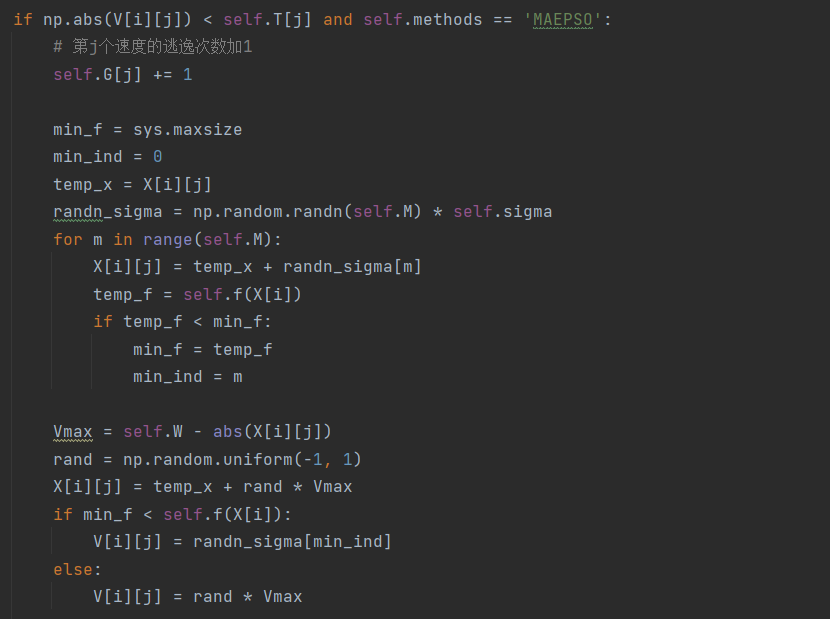 if np.abs(V[i][j]) < self.T[j] and self.methods == 'MAEPSO':
# 第j个速度的逃逸次数加1
self.G[j] += 1
min_f = sys.maxsize
min_ind = 0
temp_x = X[i][j]
randn_sigma = np.random.randn(self.M) * self.sigma
for m in range(self.M):
X[i][j] = temp_x + randn_sigma[m]
temp_f = self.f(X[i])
if temp_f < min_f:
min_f = temp_f
min_ind = m
Vmax = self.W - abs(X[i][j])
rand = np.random.uniform(-1, 1)
X[i][j] = temp_x + rand * Vmax
if min_f < self.f(X[i]):
V[i][j] = randn_sigma[min_ind]
else:
V[i][j] = rand * Vmax